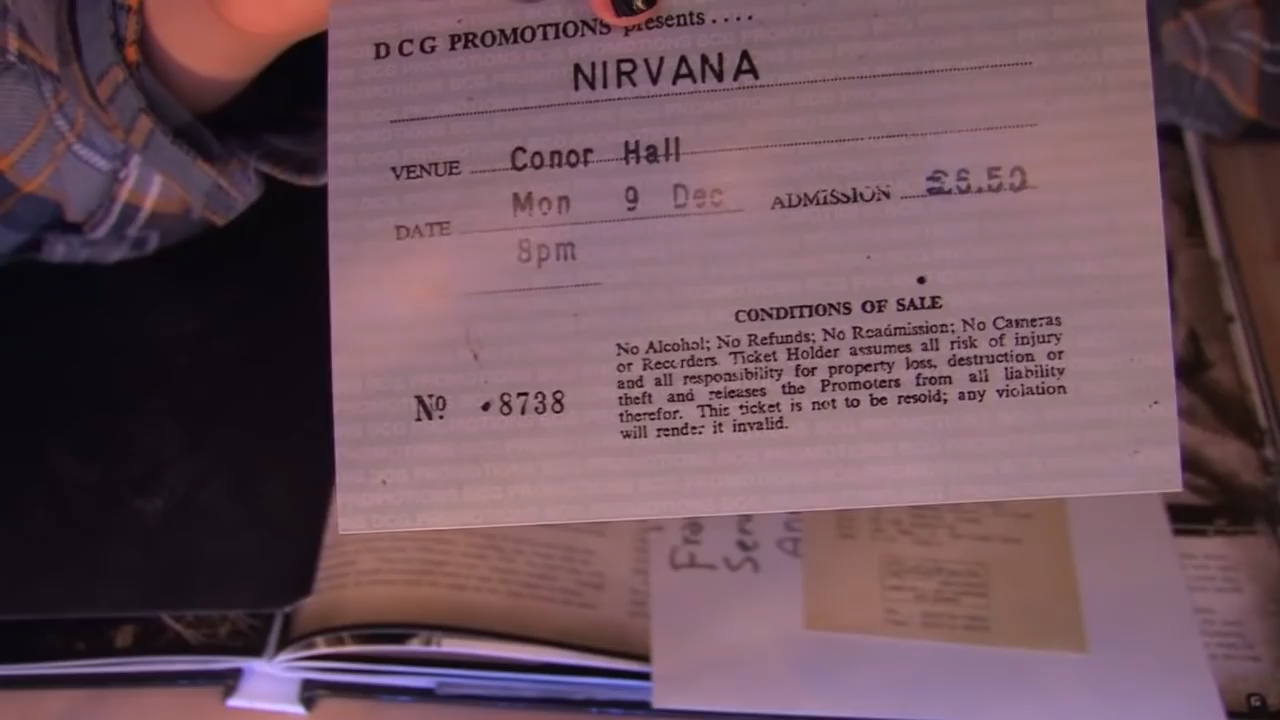 DCG PROMOTIONS presents....
NIRVANA
VENUE Conor Hall
DATE Mon 9 Dec ADMISSION £6.50
8pm
CONDITIONS OF SALE
No Alcohol; No Refunds; No Readmission; No Cameras
or Recorders. Ticket Holder assumes all risk of injury
and all responsibility for property loss, destruction or
theft and releases the Promoters from all liability
therefor. This ticket is not to be resold; any violation
will render it invalid.
Nº 8738
Fra
Sen